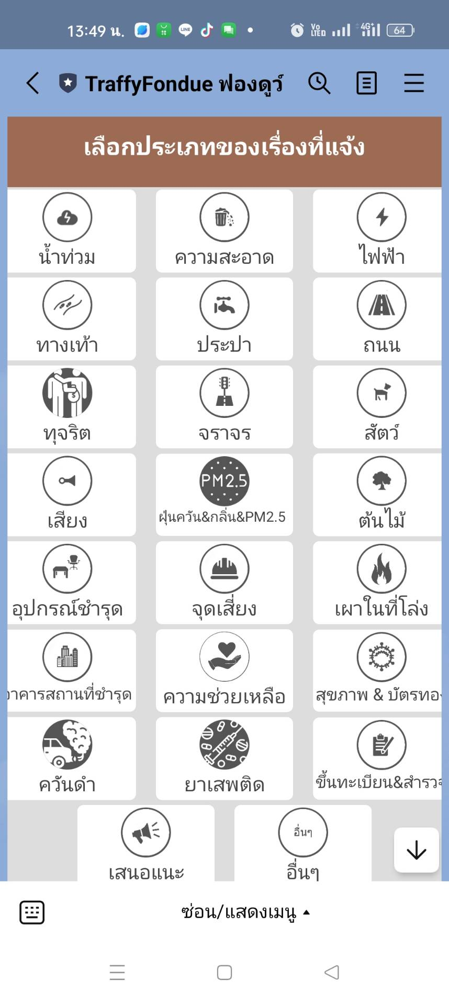 13:49 น. LINE Vo LTE 4G+ 64
TraffyFondue ฟองดูว์
เลือกประเภทของเรื่องที่แจ้ง
น้ำท่วม ความสะอาด ไฟฟ้า
ทางเท้า ประปา ถนน
ทุจริต จราจร สัตว์
PM2.5
เสียง ฝุ่นควัน&กลิ่น&PM2.5 ต้นไม้
อุปกรณ์ชำรุด จุดเสี่ยง เผาในที่โล่ง
าคารสถานที่ชำรุด ความช่วยเหลือ สุขภาพ & บัตรทอ
ควันดำ ยาเสพติด ขึ้นทะเบียน&สำรว
อื่นๆ
เสนอแนะ อื่นๆ
ซ่อน/แสดงเมนู